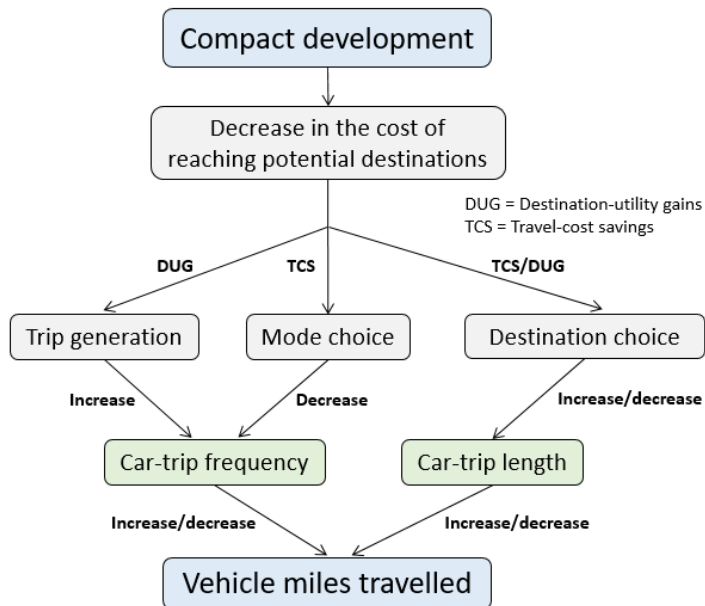 Compact development
Decrease in the cost of
reaching potential destinations
DUG = Destination-utility gains
TCS = Travel-cost savings
DUG
TCS
TCS/DUG
Trip generation
Mode choice
Destination choice
Increase
Decrease
Increase/decrease
Car-trip frequency
Car-trip length
Increase/decrease
Increase/decrease
Vehicle miles travelled